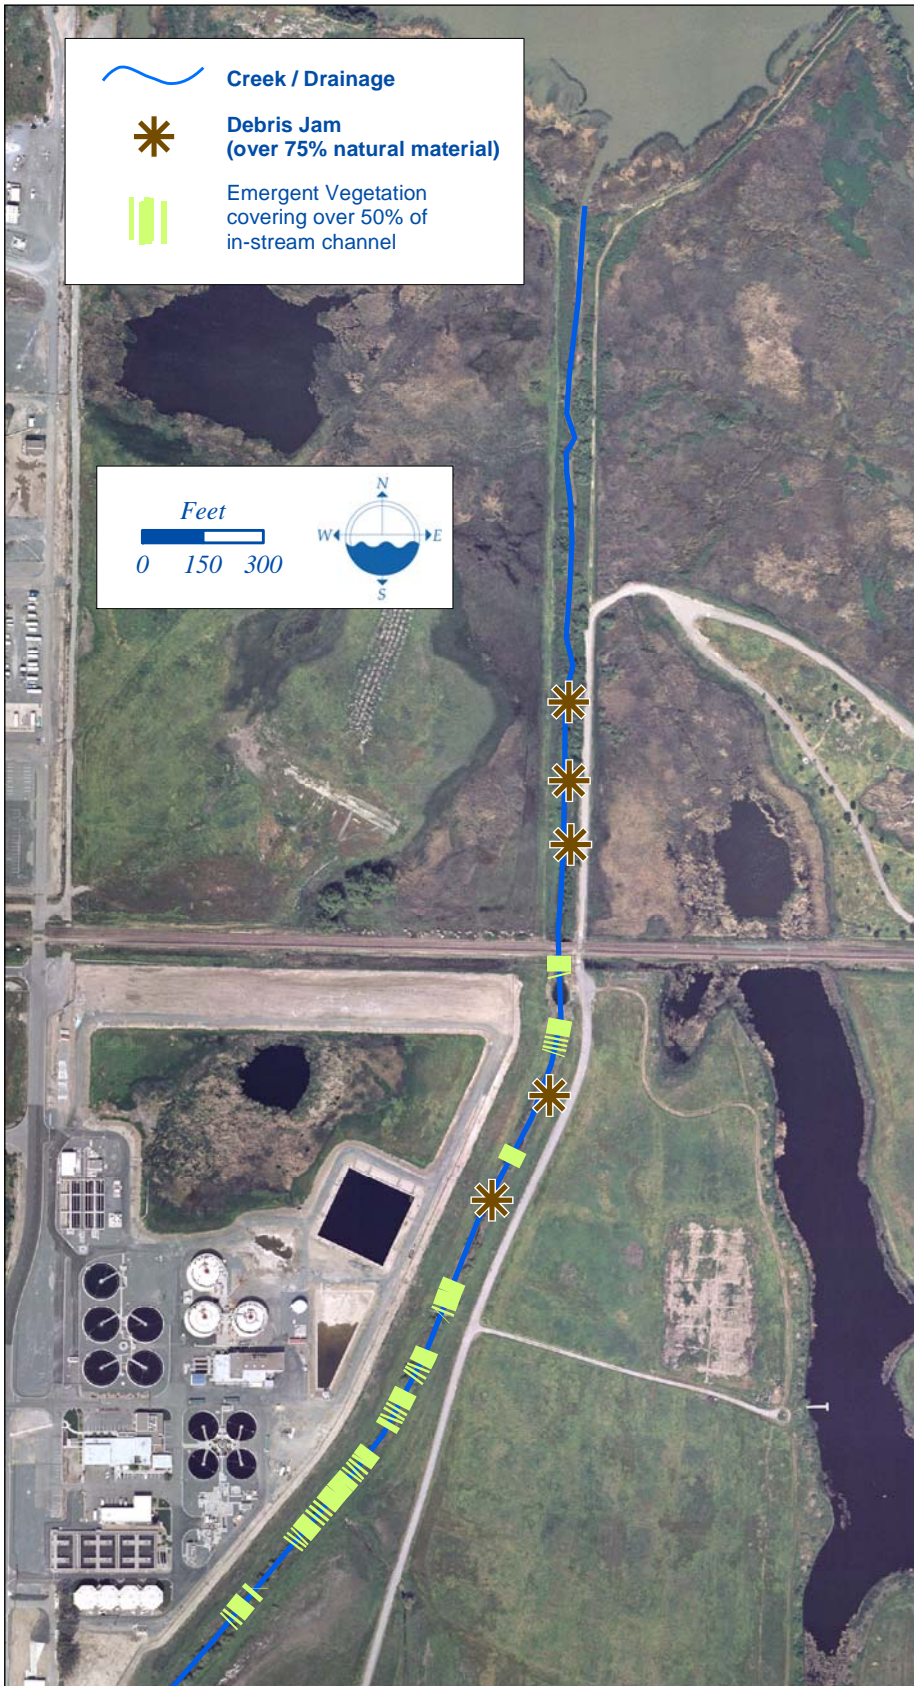 Creek / Drainage
Debris Jam
(over 75% natural material)
Emergent Vegetation
covering over 50% of
in-stream channel
Feet
0 150 300
N
W E
S